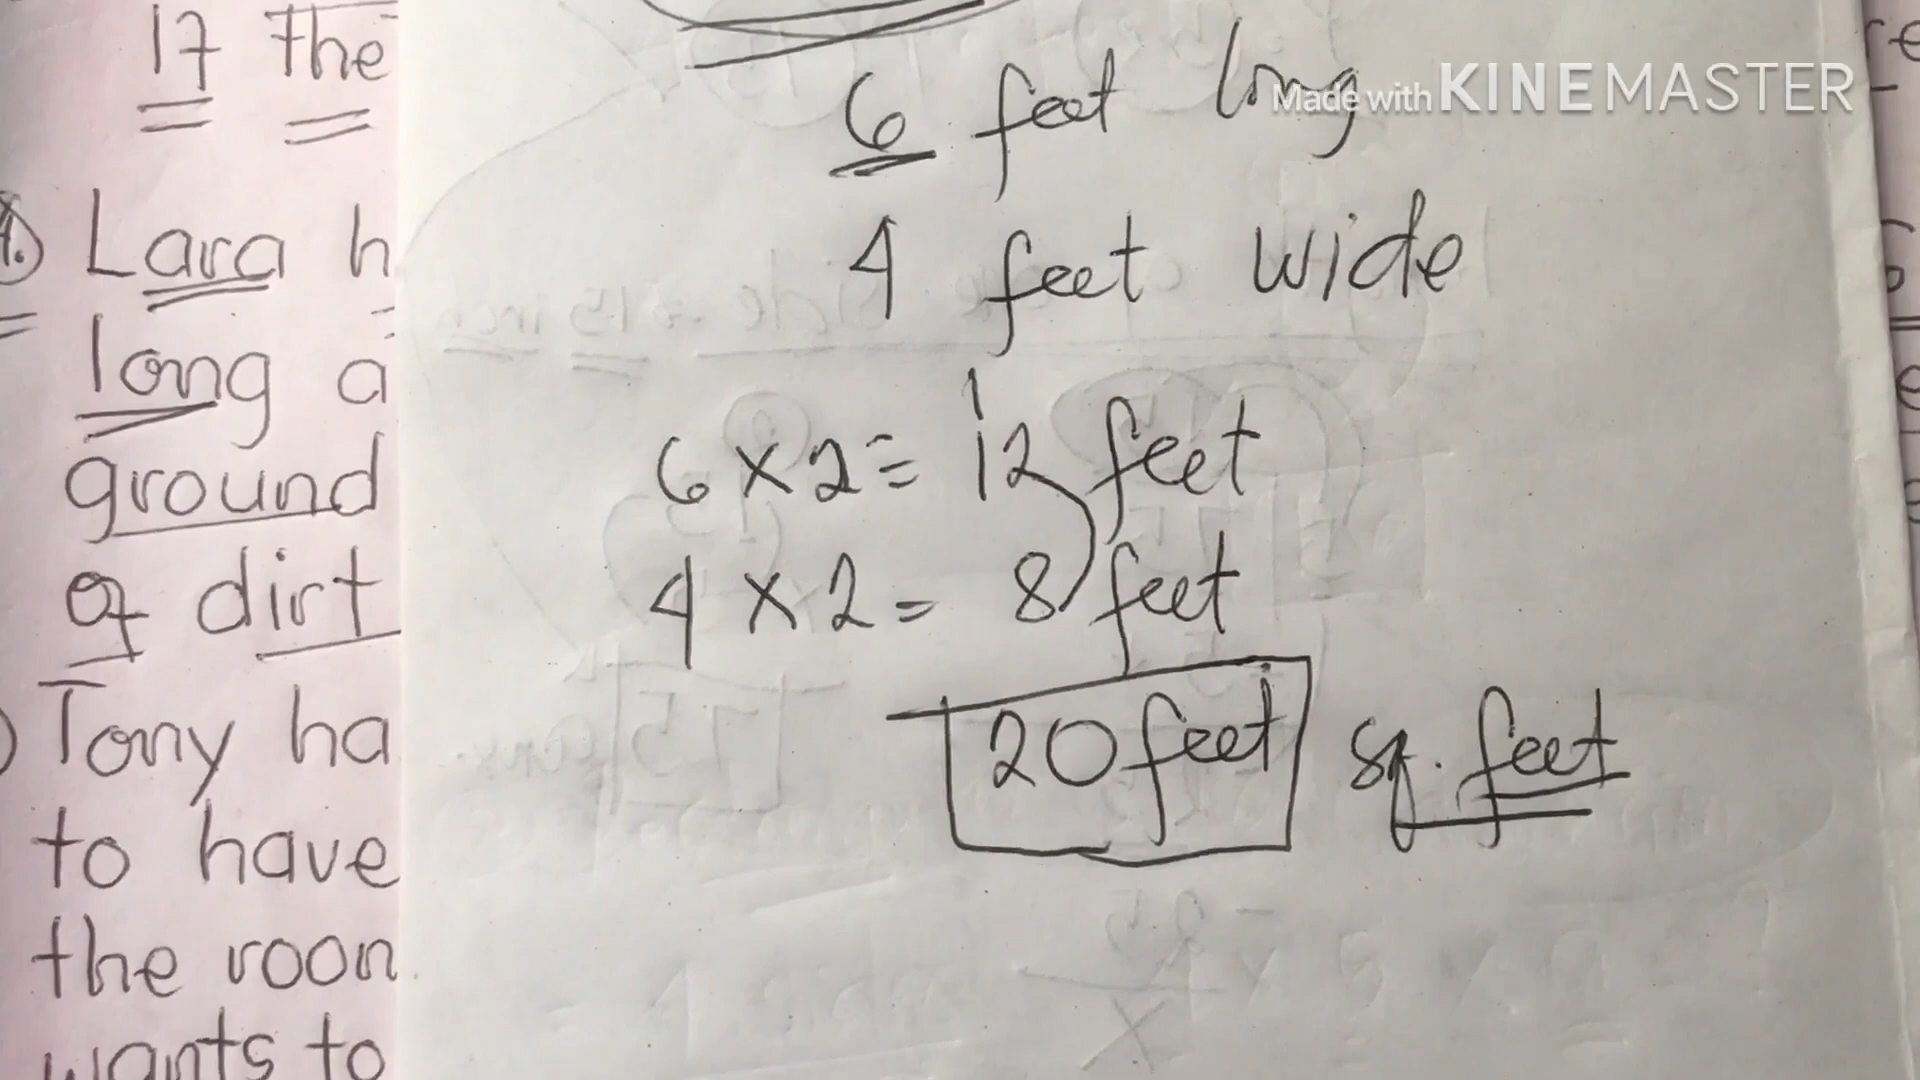 17 The
Lara h
long a
ground
of dirt
Tony ha
to have
the room
wants to
Made with KINEMASTER
6 feet long
4 feet wide
6 x 2 = 12 feet
4 x 2 = 8 feet
20 feet sq. feet